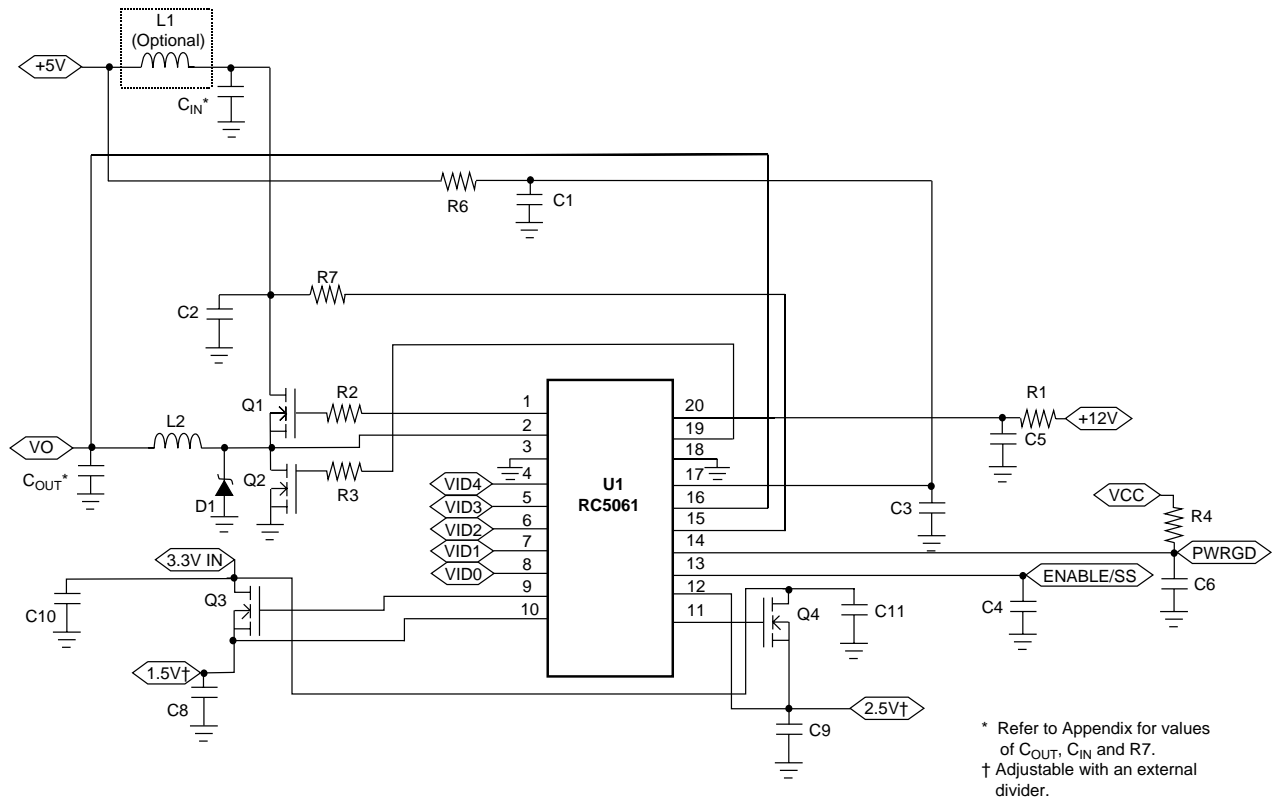 L1
(Optional)
+5V
C_IN*
R6
C1
R7
C2
Q1
R2
L2
VO
C_OUT*
D1
Q2
R3
1
2
3
4
5
6
7
8
9
10
VID4
VID3
VID2
VID1
VID0
U1
RC5061
20
19
18
17
16
15
14
13
12
11
R1
+12V
C5
C3
VCC
R4
PWRGD
C6
ENABLE/SS
C4
3.3V IN
C10
Q3
1.5V†
C8
Q4
C11
2.5V†
C9
* Refer to Appendix for values
of C_OUT, C_IN and R7.
† Adjustable with an external
divider.